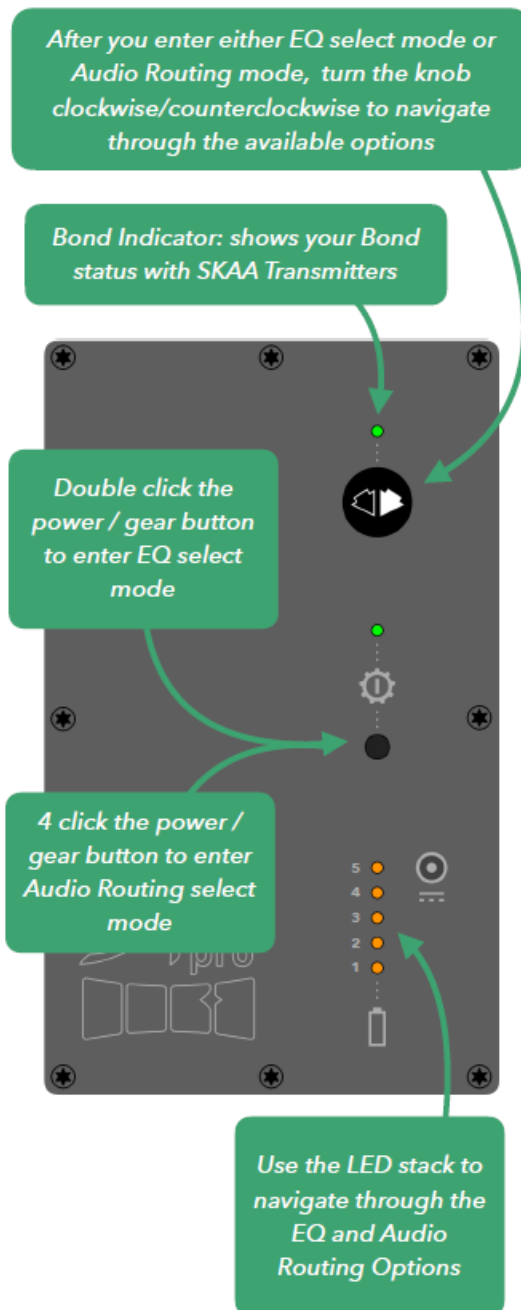 After you enter either EQ select mode or
Audio Routing mode, turn the knob
clockwise/counterclockwise to navigate
through the available options
Bond Indicator: shows your Bond
status with SKAA Transmitters
Double click the
power / gear button
to enter EQ select
mode
4 click the power /
gear button to enter
Audio Routing select
mode
5
4
3
2
1
pro
Use the LED stack to
navigate through the
EQ and Audio
Routing Options